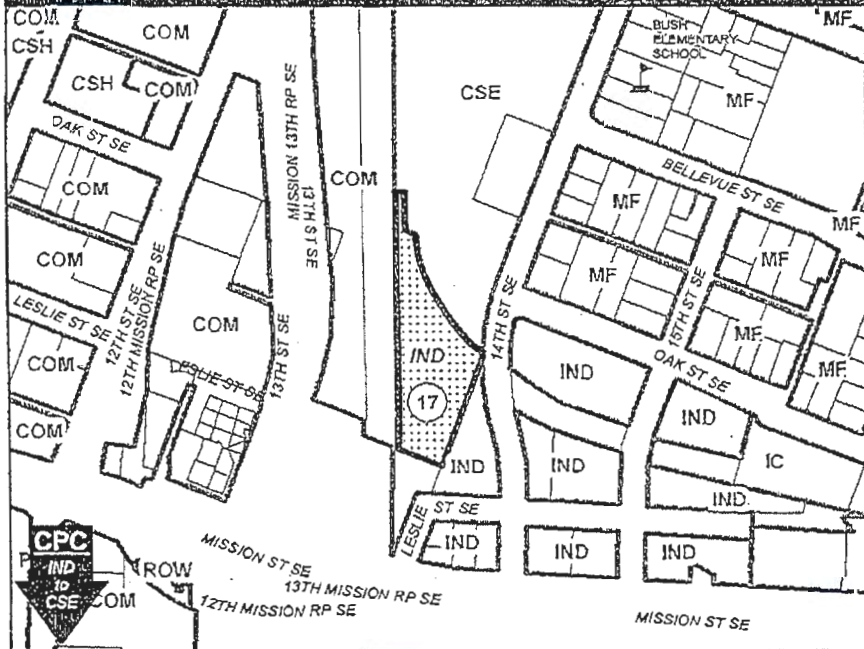 COM
CSH
COM
CSH
COM
OAK ST SE
COM
COM
LESLIE ST SE
COM
COM
12TH ST SE
12TH MISSION RP SE
COM
LESLIE ST SE
13TH ST SE
MISSION 13TH RP SE
13TH ST SE
COM
CSE
BUSH
ELEMENTARY
SCHOOL
MF
MF
BELLEVUE ST SE
MF
MF
MF
MF
MF
MF
14TH ST SE
15TH ST SE
OAK ST SE
IND
17
IND
IND
IC
IND
IND
IND
LESLIE ST SE
IND
IND
IND
CPC
IND
to
CSE
COM
ROW
MISSION ST SE
13TH MISSION RP SE
12TH MISSION RP SE
MISSION ST SE